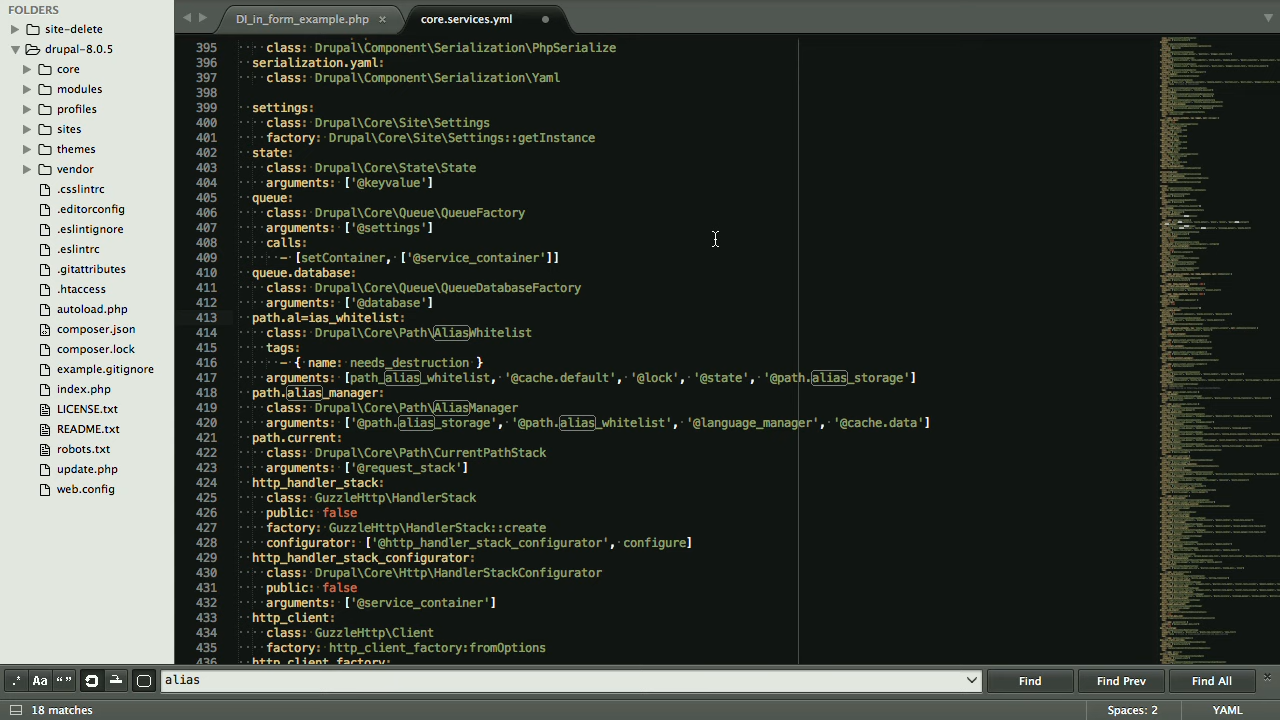 FOLDERS
site-delete
drupal-8.0.5
core
modules
profiles
sites
themes
vendor
.csslintrc
.editorconfig
.eslintignore
.eslintrc
.gitattributes
.htaccess
autoload.php
composer.json
composer.lock
example.gitignore
index.php
LICENSE.txt
README.txt
robots.txt
update.php
web.config
DI_in_form_example.php ×
core.services.yml
395 class: Drupal\Component\Serialization\PhpSerialize
396 serialization.yaml:
397 class: Drupal\Component\Serialization\Yaml
398
399 settings:
400 class: Drupal\Core\Site\Settings
401 factory: Drupal\Core\Site\Settings::getInstance
402 state:
403 class: Drupal\Core\State\State
404 arguments: ['@keyvalue']
405 queue:
406 class: Drupal\Core\Queue\QueueFactory
407 arguments: ['@settings']
408 calls:
409 - [setContainer, ['@service_container']]
410 queue.database:
411 class: Drupal\Core\Queue\QueueDatabaseFactory
412 arguments: ['@database']
413 path.al=ias_whitelist:
414 class: Drupal\Core\Path\AliasWhitelist
415 tags:
416 - { name: needs_destruction }
417 arguments: [path_alias_whitelist, '@cache.default', '@lock', '@state', '@path.alias_storage']
418 path.alias_manager:
419 class: Drupal\Core\Path\AliasManager
420 arguments: ['@path.alias_storage', '@path.alias_whitelist', '@language_manager', '@cache.data']
421 path.current:
422 class: Drupal\Core\Path\CurrentPathStack
423 arguments: ['@request_stack']
424 http_handler_stack:
425 class: GuzzleHttp\HandlerStack
426 public: false
427 factory: GuzzleHttp\HandlerStack::create
428 configurator: ['@http_handler_stack_configurator', configure]
429 http_handler_stack_configurator:
430 class: Drupal\Core\Http\HandlerStackConfigurator
431 public: false
432 arguments: ['@service_container']
433 http_client:
434 class: GuzzleHttp\Client
435 factory: http_client_factory:fromOptions
436 http_client_factory:
.* Aa “”
alias
Find
Find Prev
Find All
×
18 matches
Spaces: 2
YAML